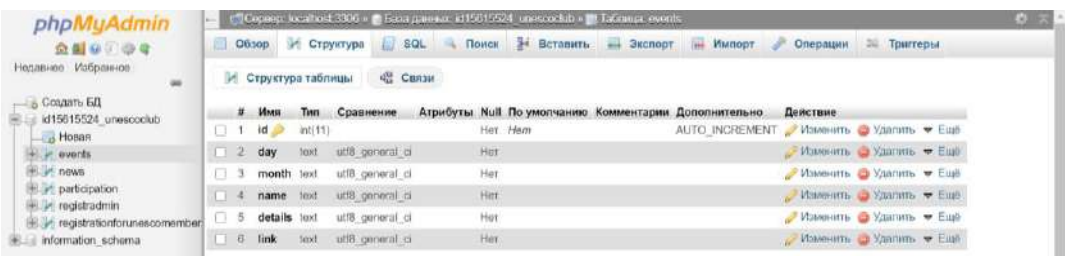 phpMyAdmin
Недавнее Избранное
Создать БД
id15615524_unescoclub
Новая
events
news
participation
registradmin
registrationforunescomember
information_schema
Сервер: localhost:3306 » База данных: id15615524_unescoclub » Таблица: events
Обзор Структура SQL Поиск Вставить Экспорт Импорт Операции Триггеры
Структура таблицы Связи
# Имя Тип Сравнение Атрибуты Null По умолчанию Комментарии Дополнительно Действие
1 id int(11) Нет Нет AUTO_INCREMENT Изменить Удалить Ещё
2 day text utf8_general_ci Нет Изменить Удалить Ещё
3 month text utf8_general_ci Нет Изменить Удалить Ещё
4 name text utf8_general_ci Нет Изменить Удалить Ещё
5 details text utf8_general_ci Нет Изменить Удалить Ещё
6 link text utf8_general_ci Нет Изменить Удалить Ещё